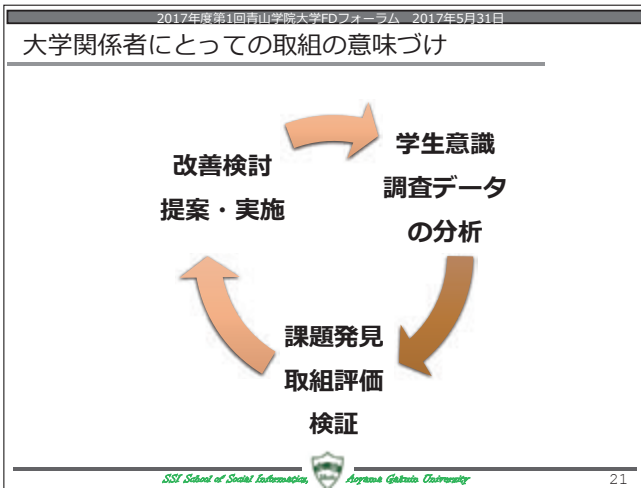 2017年度第1回青山学院大学FDフォーラム　2017年5月31日
大学関係者にとっての取組の意味づけ
学生意識
調査データ
の分析
課題発見
取組評価
検証
改善検討
提案・実施
SSI School of Social Informatics, Aoyama Gakuin University
21